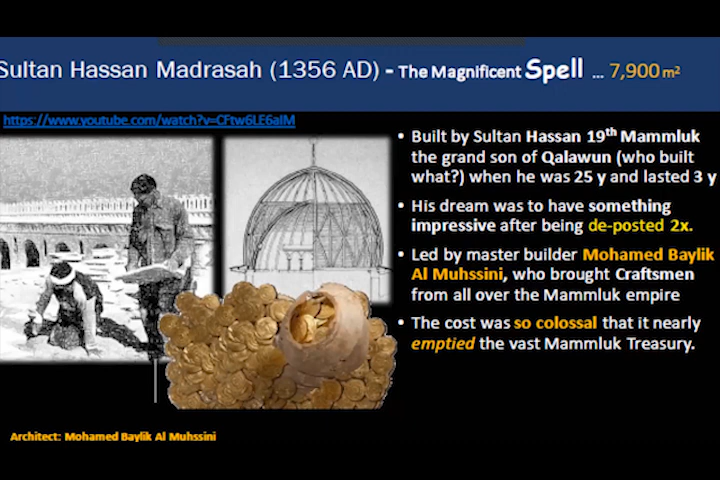 Sultan Hassan Madrasah (1356 AD) - The Magnificent Spell ... 7,900 m²
https://www.youtube.com/watch?v=CFtw6LE6aIM
• Built by Sultan Hassan 19th Mammluk
the grand son of Qalawun (who built
what?) when he was 25 y and lasted 3 y
• His dream was to have something
impressive after being de-posted 2x.
• Led by master builder Mohamed Baylik
Al Muhssini, who brought Craftsmen
from all over the Mammluk empire
• The cost was so colossal that it nearly
emptied the vast Mammluk Treasury.
Architect: Mohamed Baylik Al Muhssini